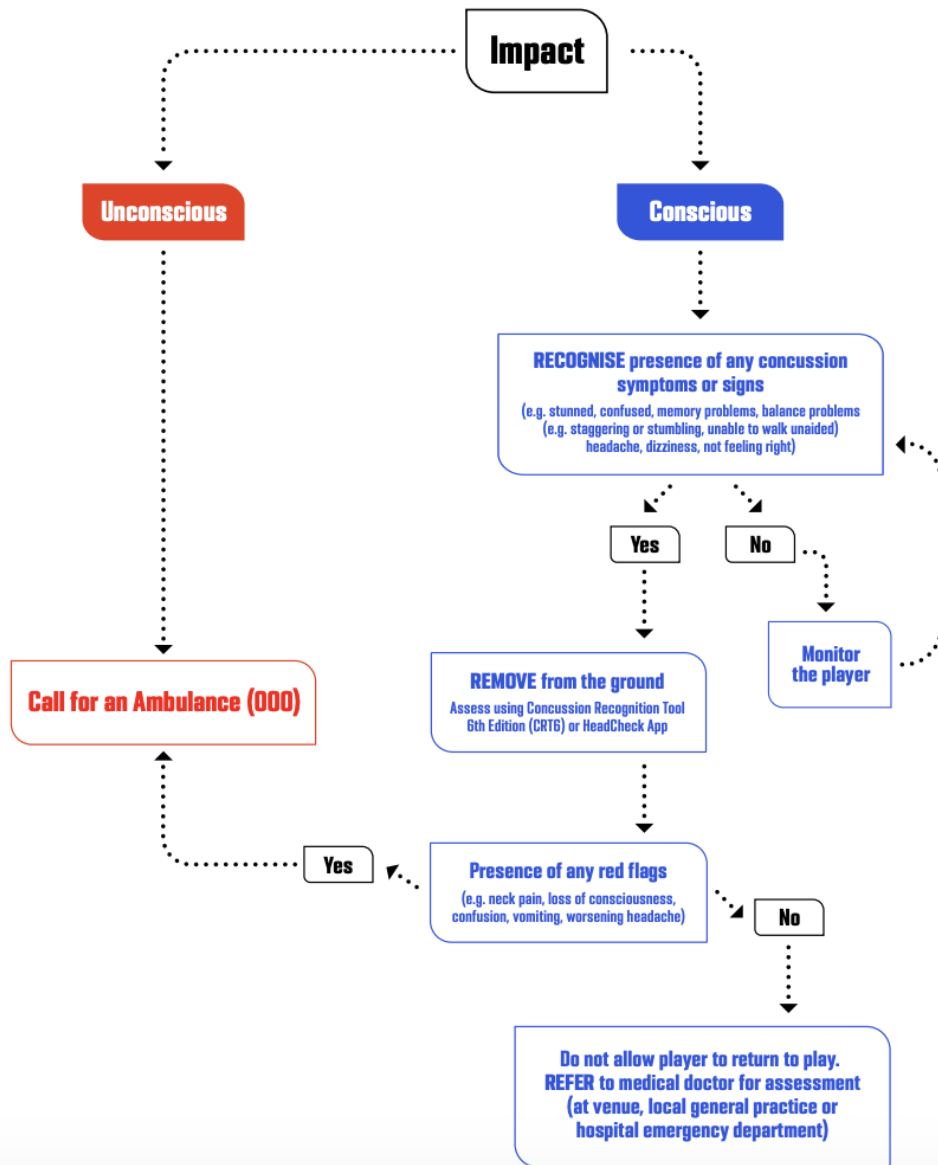 Impact
Unconscious
Conscious
RECOGNISE presence of any concussion
symptoms or signs
(e.g. stunned, confused, memory problems, balance problems
(e.g. staggering or stumbling, unable to walk unaided)
headache, dizziness, not feeling right)
Yes
No
Monitor
the player
REMOVE from the ground
Assess using Concussion Recognition Tool
6th Edition (CRT6) or HeadCheck App
Call for an Ambulance (000)
Presence of any red flags
(e.g. neck pain, loss of consciousness,
confusion, vomiting, worsening headache)
Yes
No
Do not allow player to return to play.
REFER to medical doctor for assessment
(at venue, local general practice or
hospital emergency department)